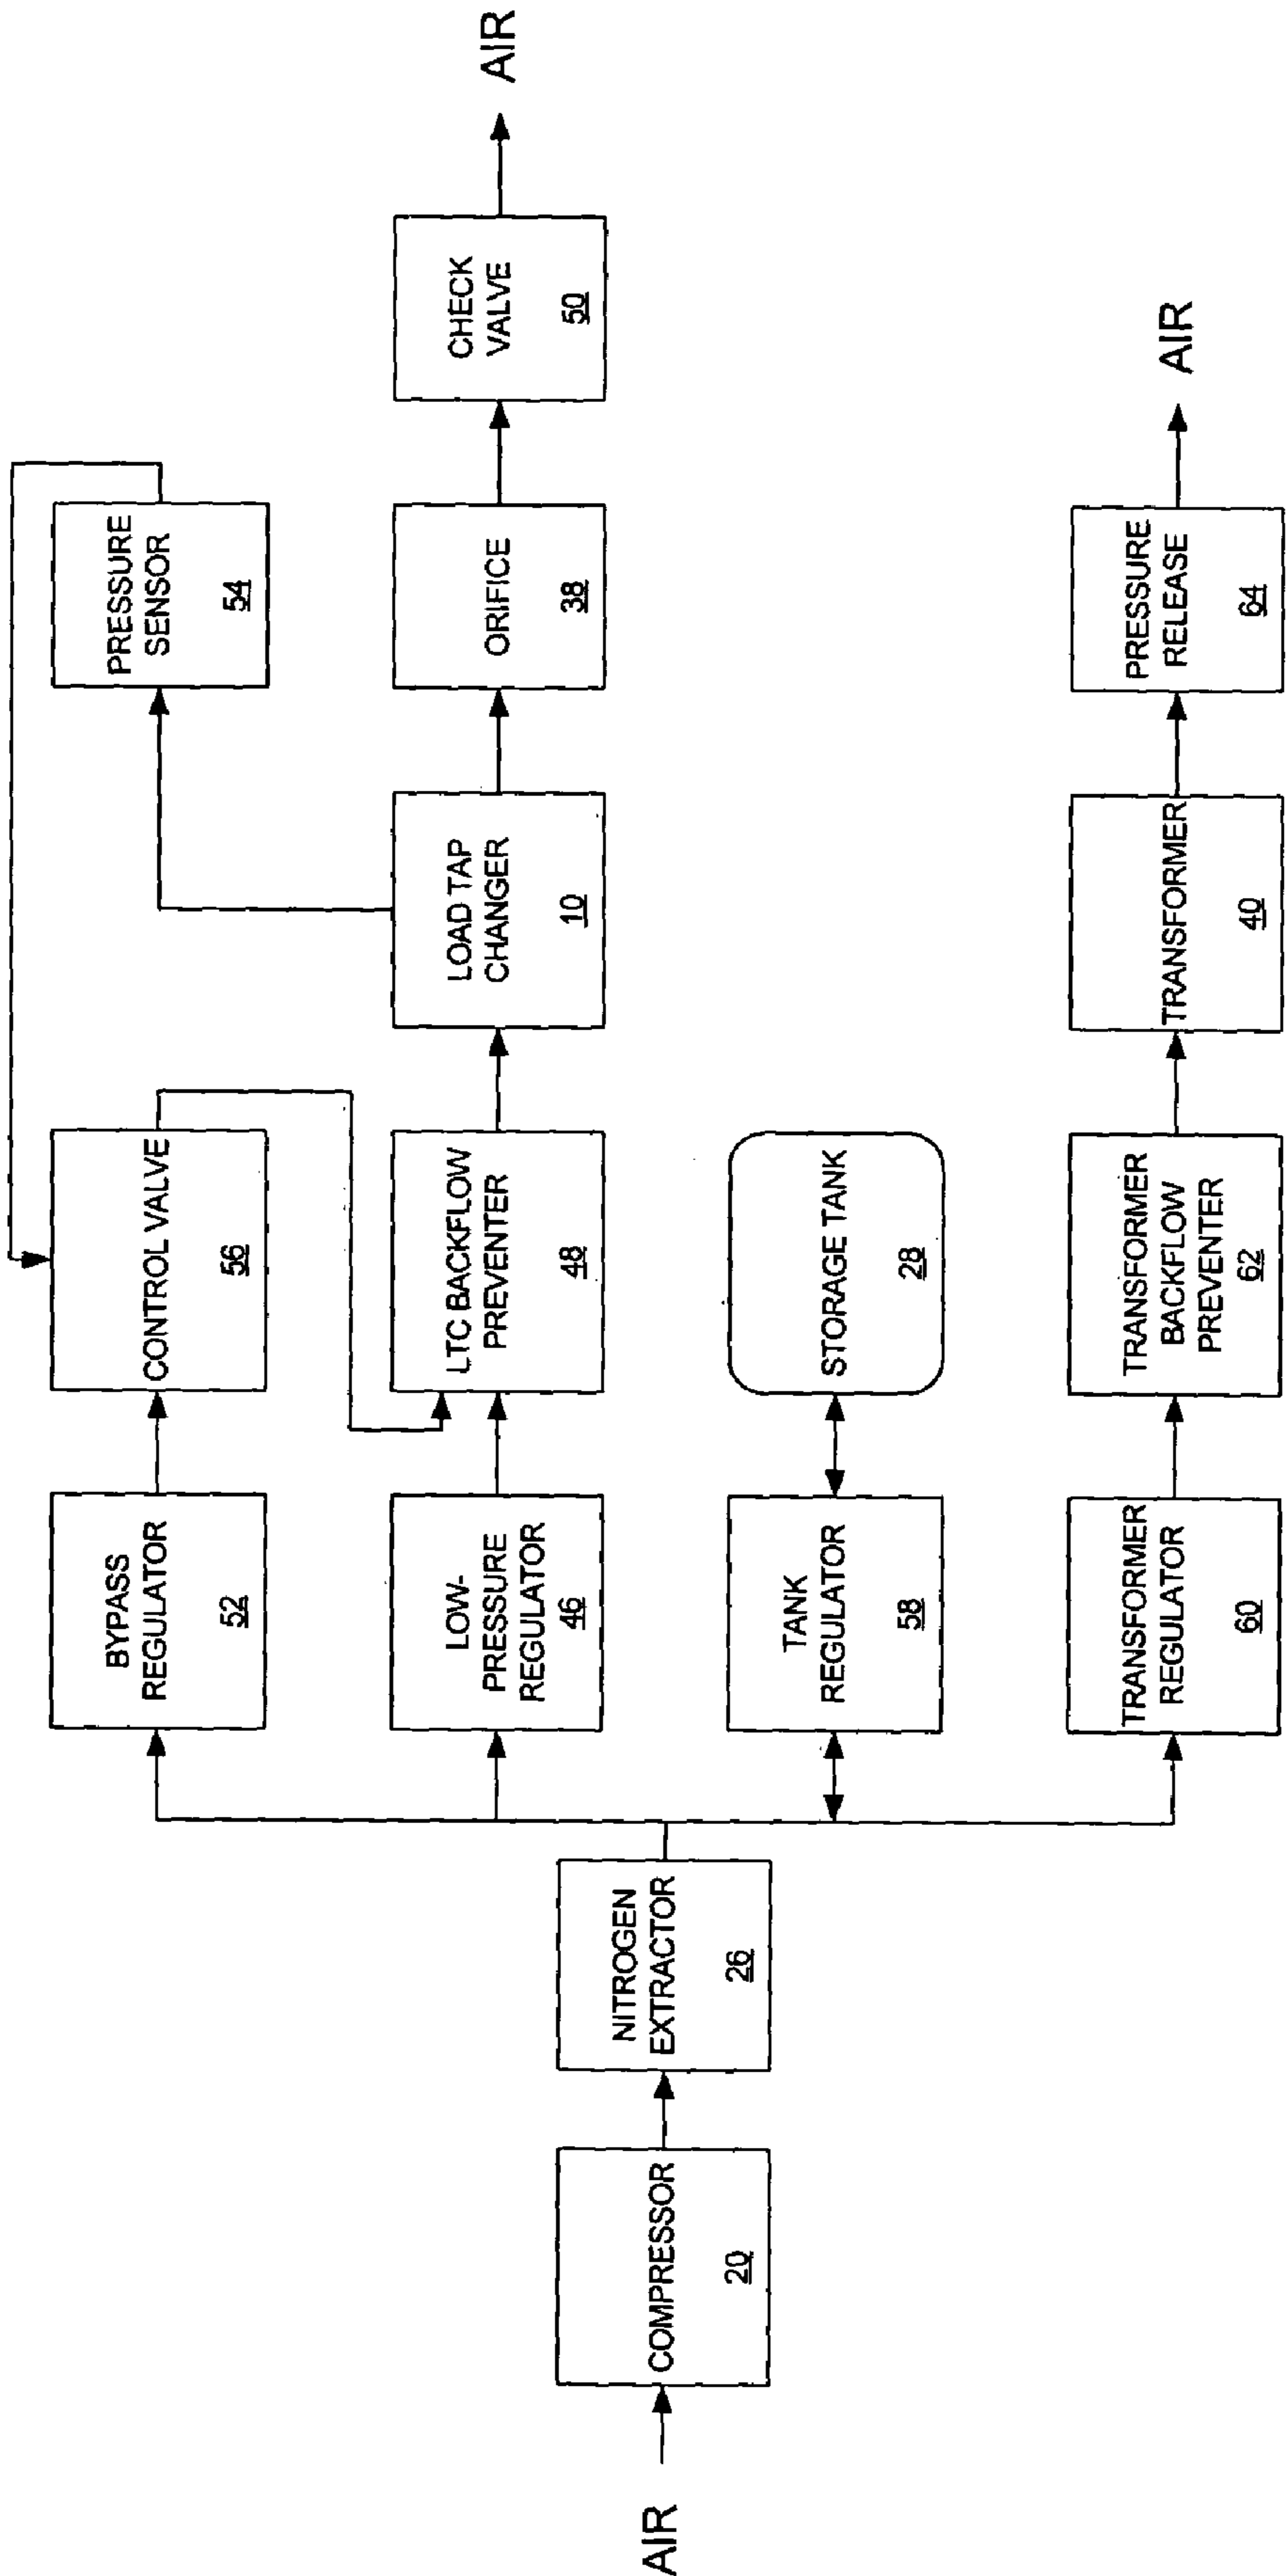 AIR
COMPRESSOR
20
NITROGEN
EXTRACTOR
26
BYPASS
REGULATOR
52
CONTROL VALVE
56
PRESSURE
SENSOR
54
LOW-
PRESSURE
REGULATOR
46
LTC BACKFLOW
PREVENTER
48
LOAD TAP
CHANGER
10
ORIFICE
38
CHECK
VALVE
50
AIR
TANK
REGULATOR
58
STORAGE TANK
28
TRANSFORMER
REGULATOR
60
TRANSFORMER
BACKFLOW
PREVENTER
62
TRANSFORMER
40
PRESSURE
RELEASE
64
AIR